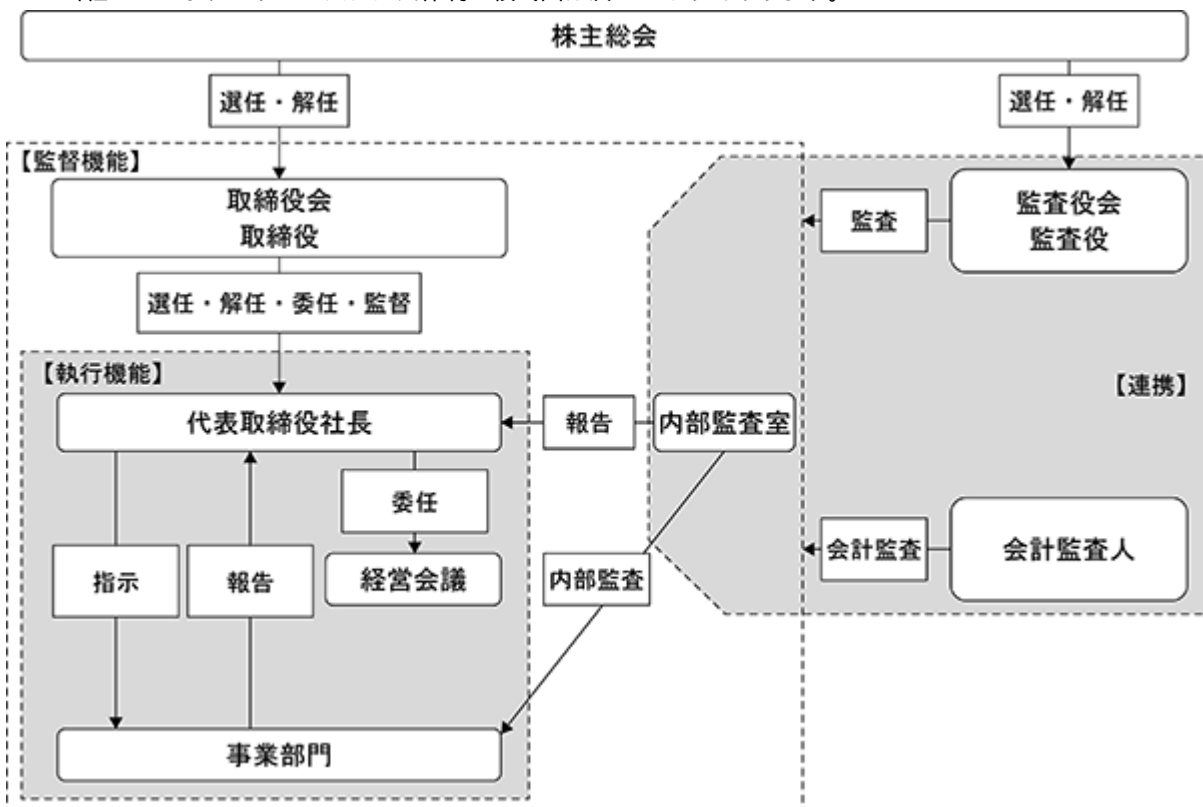 株主総会
選任・解任
選任・解任
【監督機能】
取締役会
取締役
監査
監査役会
監査役
選任・解任・委任・監督
【執行機能】
【連携】
代表取締役社長
報告
内部監査室
委任
指示
報告
経営会議
内部監査
会計監査
会計監査人
事業部門